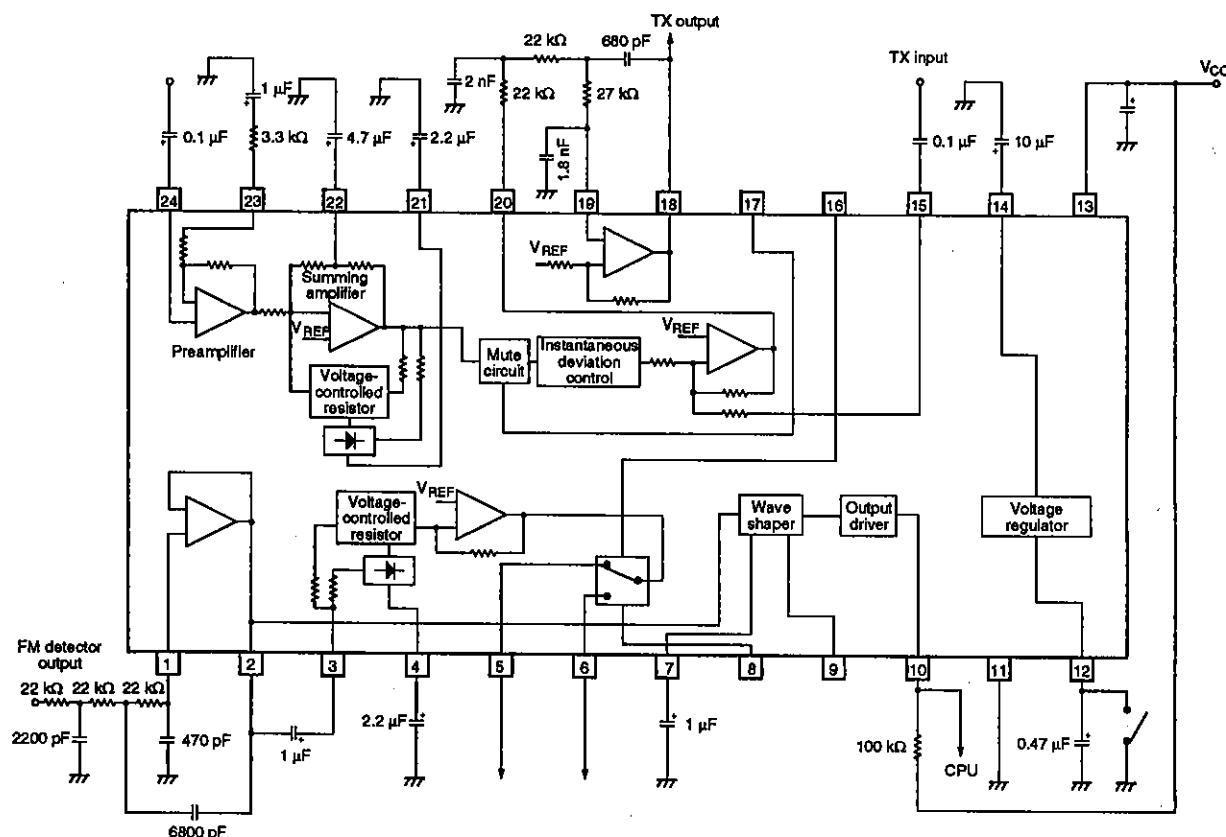 TX output
22 kΩ
680 pF
TX input
VCC
1 µF
2 nF
22 kΩ
27 kΩ
0.1 µF
3.3 kΩ
4.7 µF
2.2 µF
1.8 nF
0.1 µF
10 µF
24
23
22
21
20
19
18
17
16
15
14
13
VREF
Summing
amplifier
VREF
Preamplifier
VREF
Mute
circuit
Instantaneous
deviation
control
Voltage-
controlled
resistor
Voltage-
controlled
resistor
VREF
Wave
shaper
Output
driver
Voltage
regulator
FM detector
output
1
2
3
4
5
6
7
8
9
10
11
12
22 kΩ
22 kΩ
22 kΩ
2200 pF
470 pF
1 µF
2.2 µF
1 µF
100 kΩ
CPU
0.47 µF
6800 pF